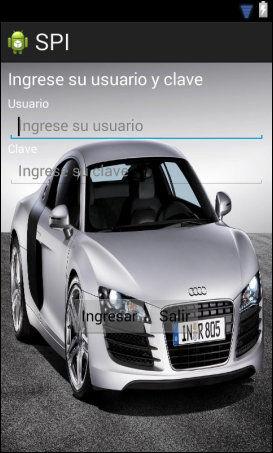 SPI
Ingrese su usuario y clave
Usuario
Ingrese su usuario
Clave
Ingrese su clave
Ingresar Salir
IN R 805